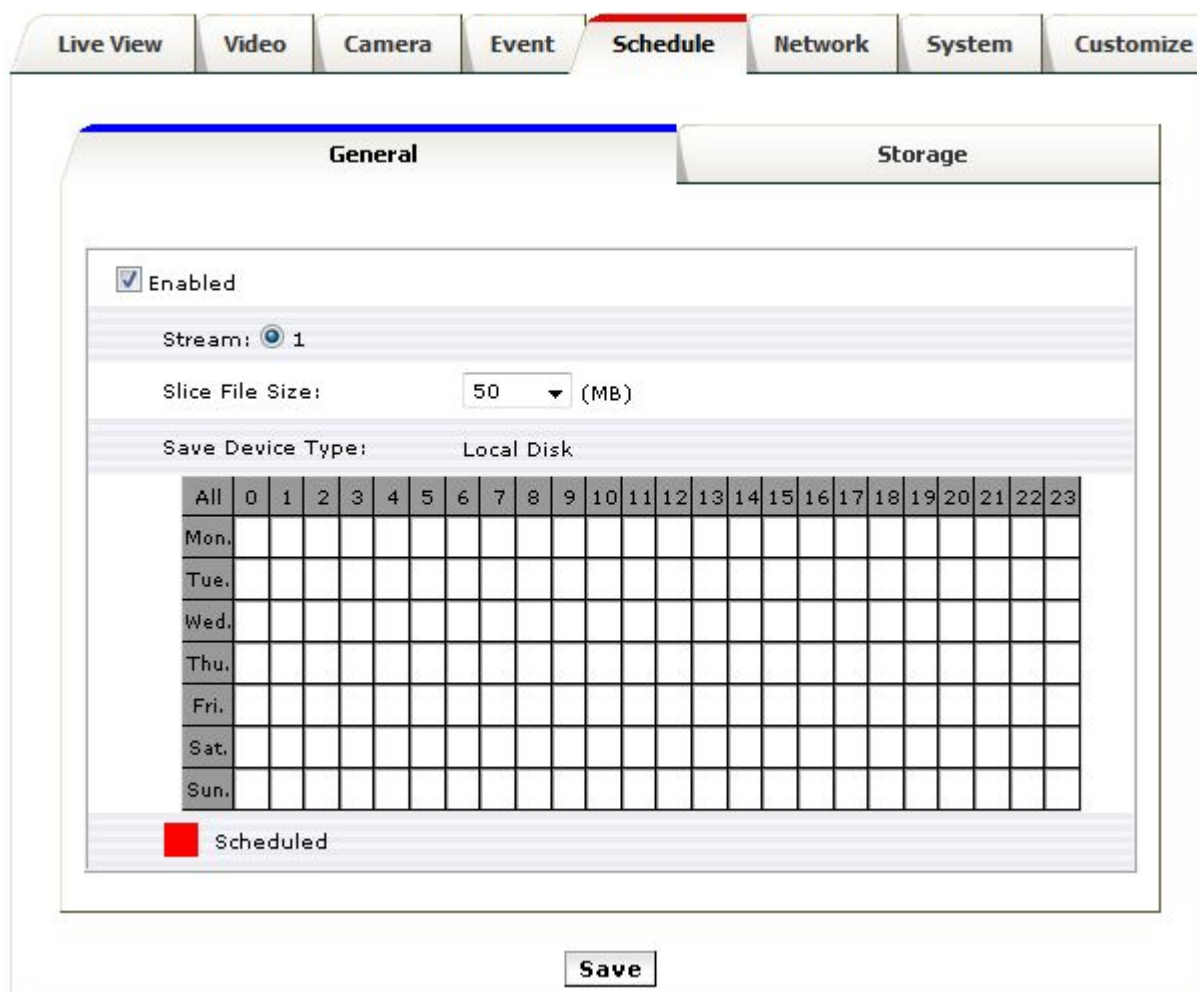 Live View Video Camera Event Schedule Network System Customize
General Storage
Enabled
Stream: 1
Slice File Size: 50 (MB)
Save Device Type: Local Disk
All 0 1 2 3 4 5 6 7 8 9 10 11 12 13 14 15 16 17 18 19 20 21 22 23
Mon.
Tue.
Wed.
Thu.
Fri.
Sat.
Sun.
Scheduled
Save